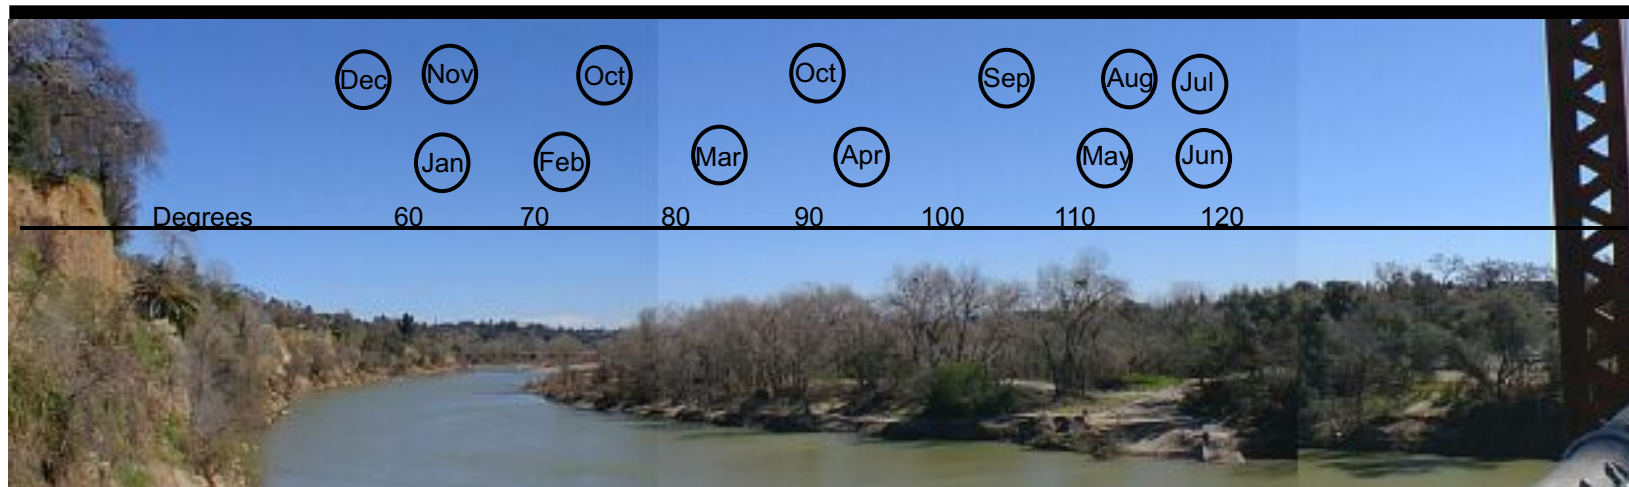 Dec Nov Oct Oct Sep Aug Jul
Jan Feb Mar Apr May Jun
Degrees 60 70 80 90 100 110 120